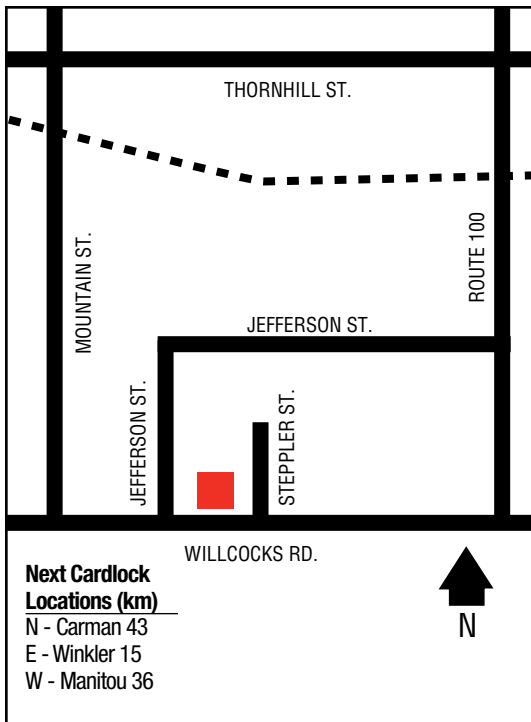 THORNHILL ST.
MOUNTAIN ST.
ROUTE 100
JEFFERSON ST.
JEFFERSON ST.
STEPPLER ST.
WILLCOCKS RD.
Next Cardlock
Locations (km)
N - Carman 43
E - Winkler 15
W - Manitou 36
N